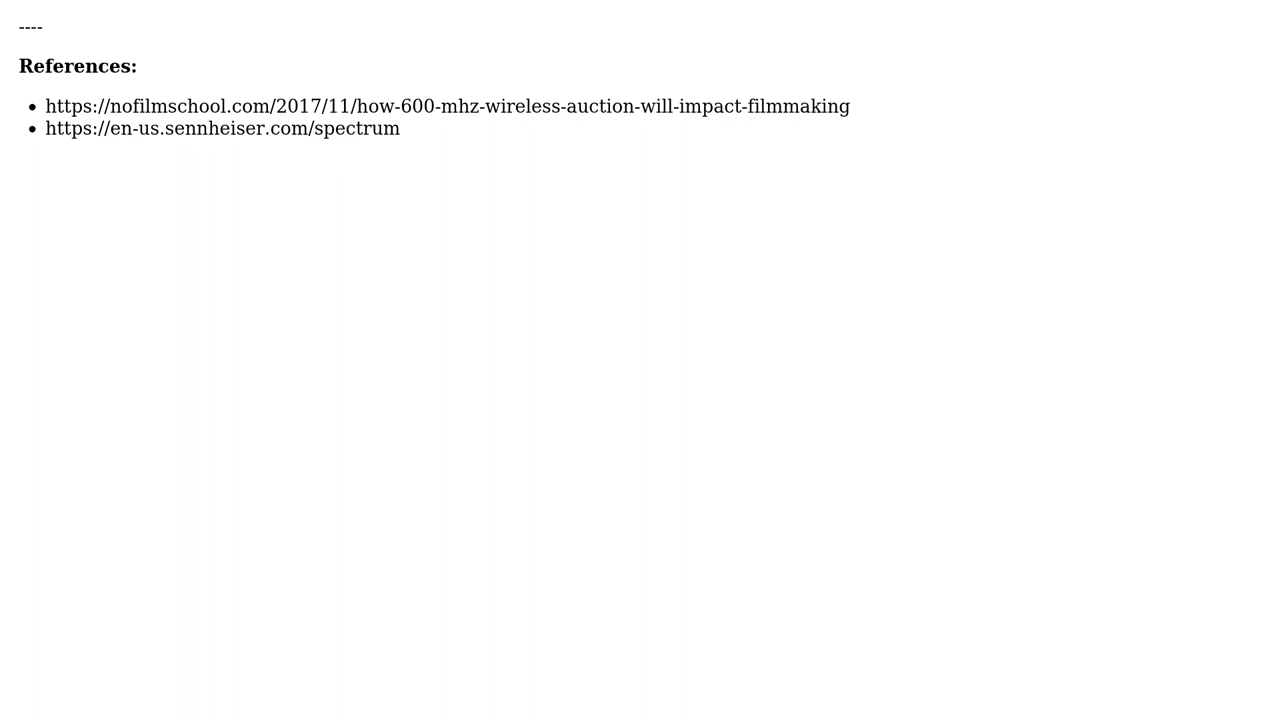 ----
References:
• https://nofilmschool.com/2017/11/how-600-mhz-wireless-auction-will-impact-filmmaking
• https://en-us.sennheiser.com/spectrum